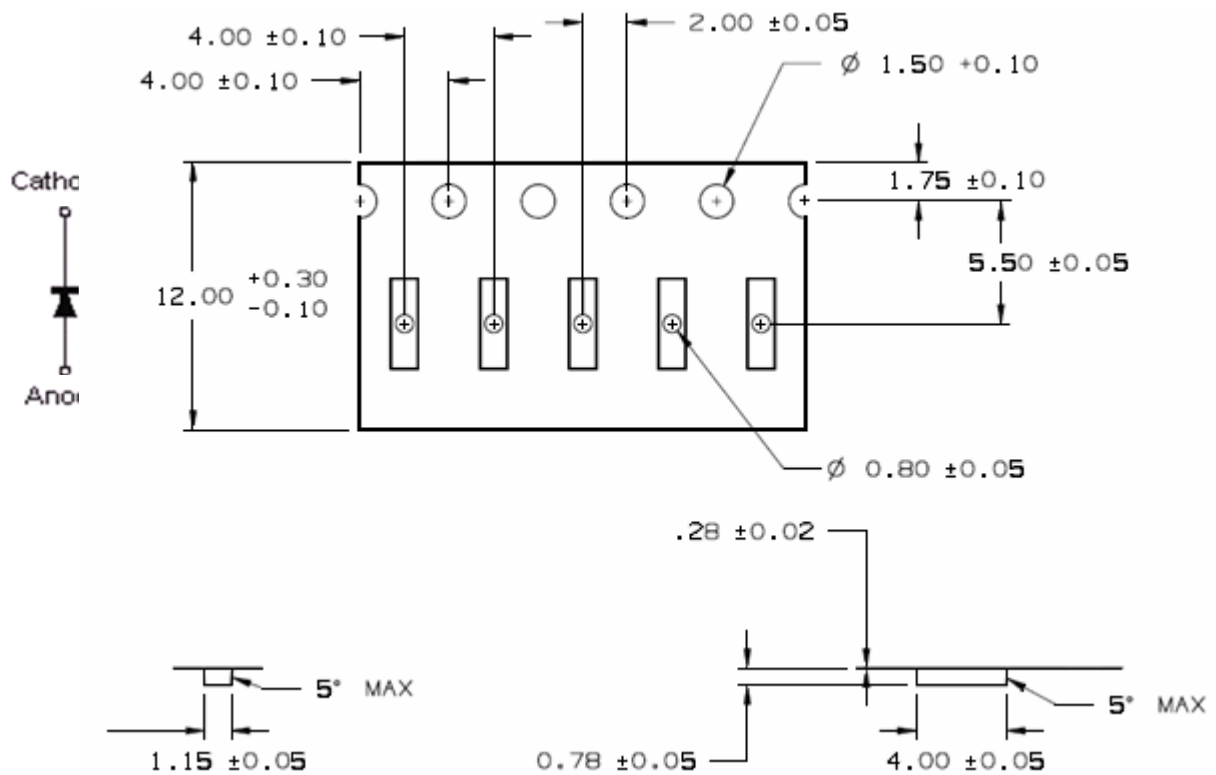 2.00 ±0.05
4.00 ±0.10
Ø 1.50 +0.10
4.00 ±0.10
Catho
1.75 ±0.10
5.50 ±0.05
12.00 +0.30
-0.10
Ano
Ø 0.80 ±0.05
.28 ±0.02
5° MAX
5° MAX
1.15 ±0.05
0.78 ±0.05
4.00 ±0.05